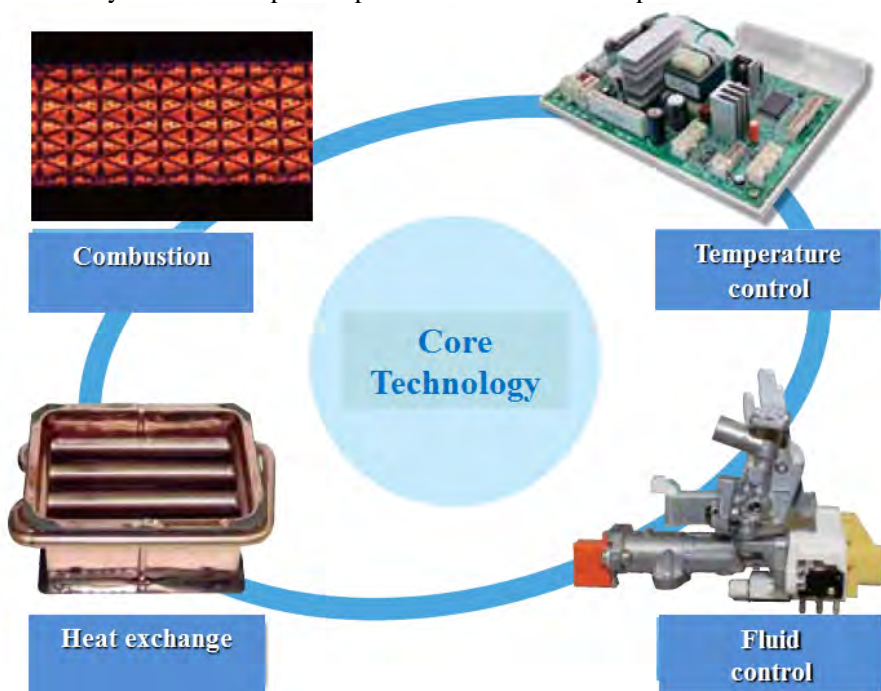 Combustion
Temperature
control
Core
Technology
Heat exchange
Fluid
control